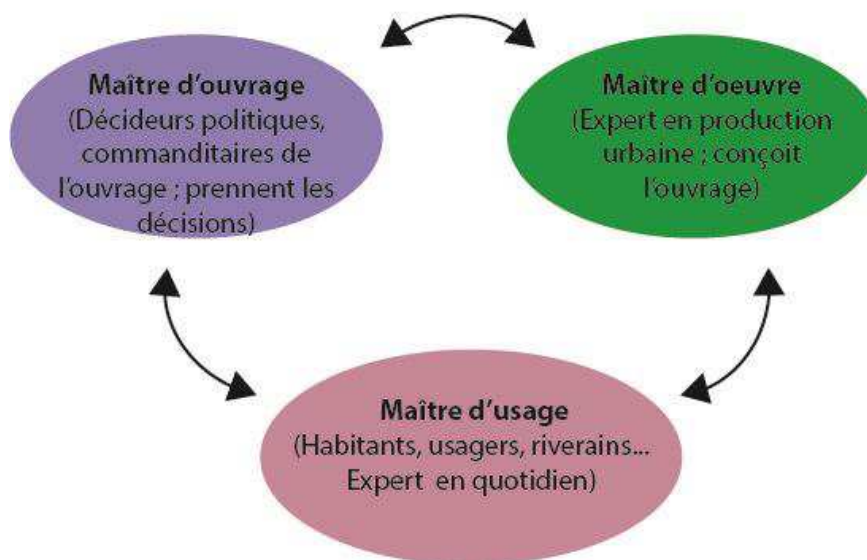 Maître d'ouvrage
(Décideurs politiques,
commanditaires de
l'ouvrage ; prennent les
décisions)
Maître d'oeuvre
(Expert en production
urbaine ; conçoit
l'ouvrage)
Maître d'usage
(Habitants, usagers, riverains...
Expert en quotidien)